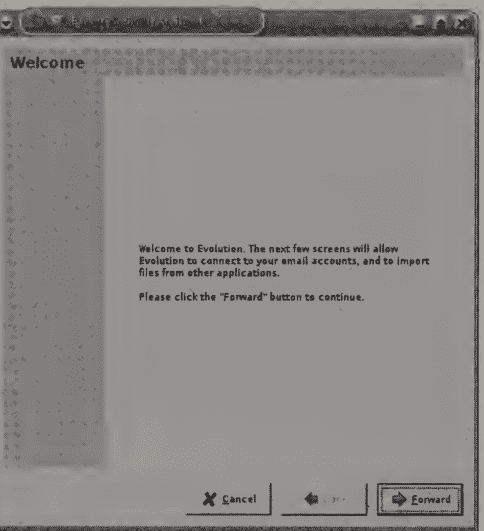 Welcome
Welcome to Evolution. The next few screens will allow
Evolution to connect to your email accounts, and to import
files from other applications.
Please click the "Forward" button to continue.
Cancel
Forward